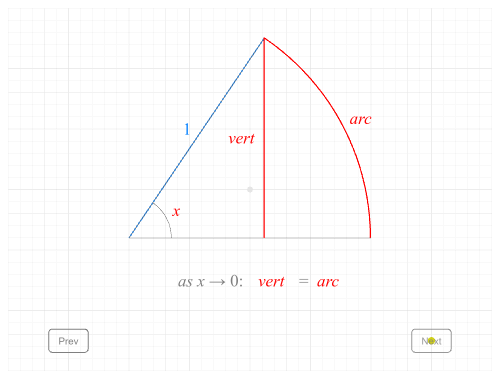 1
vert
arc
x
as x → 0: vert = arc
Prev
Next